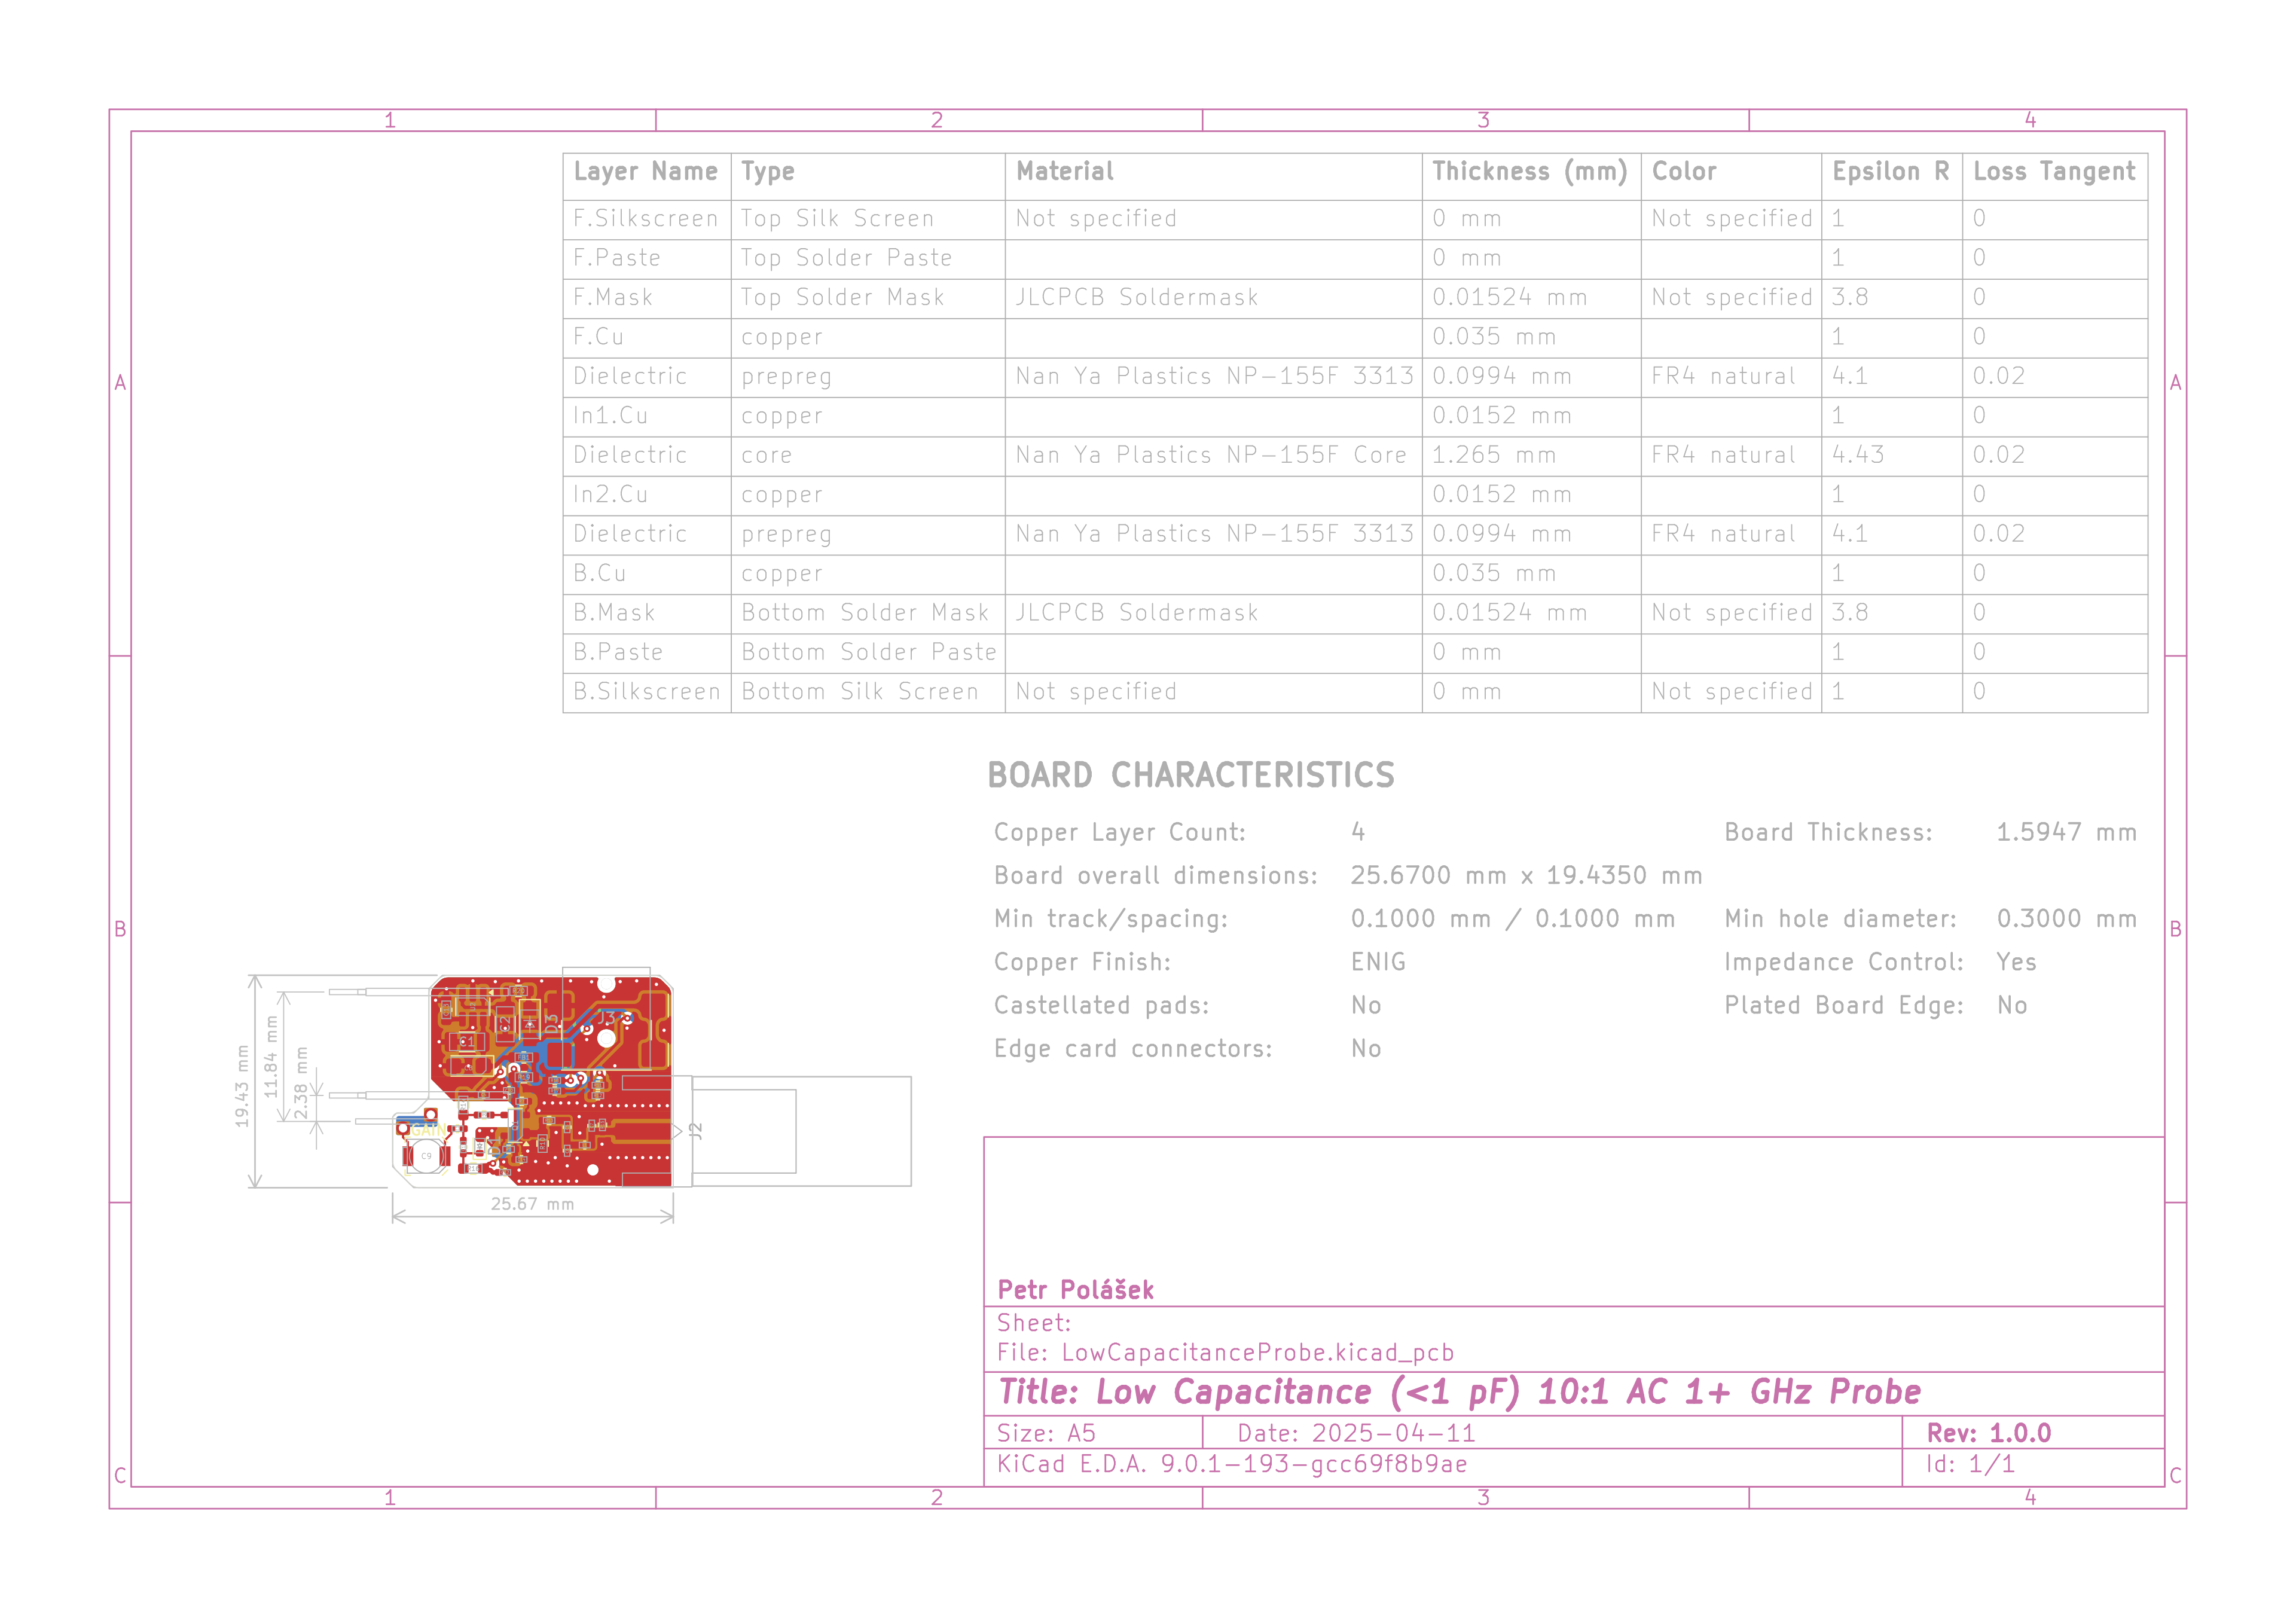 1 2 3 4
Layer Name Type Material Thickness (mm) Color Epsilon R Loss Tangent
F.Silkscreen Top Silk Screen Not specified 0 mm Not specified 1 0
F.Paste Top Solder Paste 0 mm 1 0
F.Mask Top Solder Mask JLCPCB Soldermask 0.01524 mm Not specified 3.8 0
F.Cu copper 0.035 mm 1 0
Dielectric prepreg Nan Ya Plastics NP-155F 3313 0.0994 mm FR4 natural 4.1 0.02
A A
In1.Cu copper 0.0152 mm 1 0
Dielectric core Nan Ya Plastics NP-155F Core 1.265 mm FR4 natural 4.43 0.02
In2.Cu copper 0.0152 mm 1 0
Dielectric prepreg Nan Ya Plastics NP-155F 3313 0.0994 mm FR4 natural 4.1 0.02
B.Cu copper 0.035 mm 1 0
B.Mask Bottom Solder Mask JLCPCB Soldermask 0.01524 mm Not specified 3.8 0
B.Paste Bottom Solder Paste 0 mm 1 0
B.Silkscreen Bottom Silk Screen Not specified 0 mm Not specified 1 0
BOARD CHARACTERISTICS
Copper Layer Count: 4 Board Thickness: 1.5947 mm
Board overall dimensions: 25.6700 mm x 19.4350 mm
Min track/spacing: 0.1000 mm / 0.1000 mm Min hole diameter: 0.3000 mm
B B
Copper Finish: ENIG Impedance Control: Yes
Castellated pads: No Plated Board Edge: No
Edge card connectors: No
19.43 mm
11.84 mm
2.38 mm
C2
D3
J3
C1
GAIN
C9
J2
25.67 mm
Petr Polášek
Sheet:
File: LowCapacitanceProbe.kicad_pcb
Title: Low Capacitance (<1 pF) 10:1 AC 1+ GHz Probe
Size: A5 Date: 2025-04-11 Rev: 1.0.0
KiCad E.D.A. 9.0.1-193-gcc69f8b9ae Id: 1/1
C C
1 2 3 4